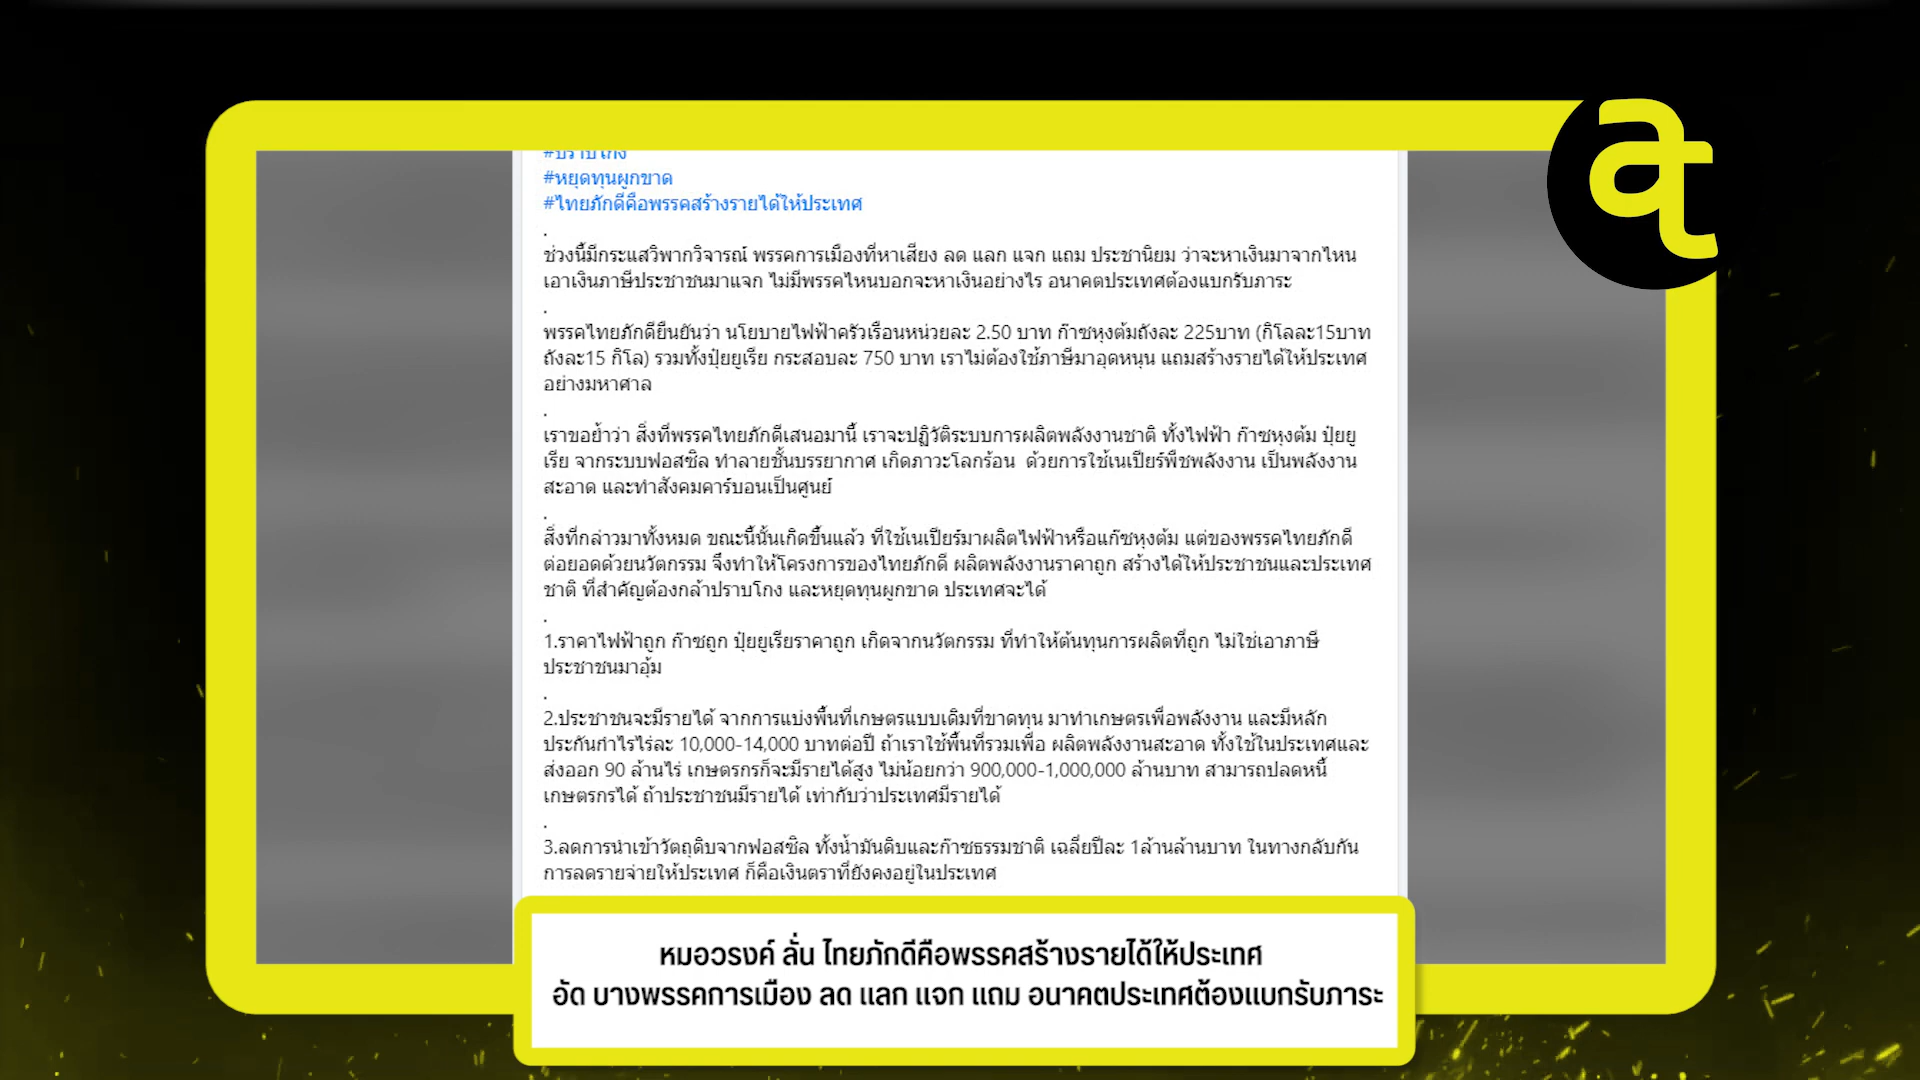 #ปราบโกง
#หยุดทุนผูกขาด
#ไทยภักดีคือพรรคสร้างรายได้ให้ประเทศ
.
ช่วงนี้มีกระแสวิพากวิจารณ์ พรรคการเมืองที่หาเสียง ลด แลก แจก แถม ประชานิยม ว่าจะหาเงินมาจากไหน
เอาเงินภาษีประชาชนมาแจก ไม่มีพรรคไหนบอกจะหาเงินอย่างไร อนาคตประเทศต้องแบกรับภาระ
.
พรรคไทยภักดียืนยันว่า นโยบายไฟฟ้าครัวเรือนหน่วยละ 2.50 บาท ก๊าซหุงต้มถังละ 225บาท (กิโลละ15บาท
ถังละ15 กิโล) รวมทั้งปุ๋ยยูเรีย กระสอบละ 750 บาท เราไม่ต้องใช้ภาษีมาอุดหนุน แถมสร้างรายได้ให้ประเทศ
อย่างมหาศาล
.
เราขอย้ำว่า สิ่งที่พรรคไทยภักดีเสนอมานี้ เราจะปฏิวัติระบบการผลิตพลังงานชาติ ทั้งไฟฟ้า ก๊าซหุงต้ม ปุ๋ยยู
เรีย จากระบบฟอสซิล ทำลายชั้นบรรยากาศ เกิดภาวะโลกร้อน ด้วยการใช้เนเปียร์พืชพลังงาน เป็นพลังงาน
สะอาด และทำสังคมคาร์บอนเป็นศูนย์
.
สิ่งที่กล่าวมาทั้งหมด ขณะนี้นั้นเกิดขึ้นแล้ว ที่ใช้เนเปียร์มาผลิตไฟฟ้าหรือแก๊ซหุงต้ม แต่ของพรรคไทยภักดี
ต่อยอดด้วยนวัตกรรม จึงทำให้โครงการของไทยภักดี ผลิตพลังงานราคาถูก สร้างได้ให้ประชาชนและประเทศ
ชาติ ที่สำคัญต้องกล้าปราบโกง และหยุดทุนผูกขาด ประเทศจะได้
.
1.ราคาไฟฟ้าถูก ก๊าซถูก ปุ๋ยยูเรียราคาถูก เกิดจากนวัตกรรม ที่ทำให้ต้นทุนการผลิตที่ถูก ไม่ใช่เอาภาษี
ประชาชนมาอุ้ม
.
2.ประชาชนจะมีรายได้ จากการแบ่งพื้นที่เกษตรแบบเดิมที่ขาดทุน มาทำเกษตรเพื่อพลังงาน และมีหลัก
ประกันกำไรไร่ละ 10,000-14,000 บาทต่อปี ถ้าเราใช้พื้นที่รวมเพื่อ ผลิตพลังงานสะอาด ทั้งใช้ในประเทศและ
ส่งออก 90 ล้านไร่ เกษตรกรก็จะมีรายได้สูง ไม่น้อยกว่า 900,000-1,000,000 ล้านบาท สามารถปลดหนี้
เกษตรกรได้ ถ้าประชาชนมีรายได้ เท่ากับว่าประเทศมีรายได้
.
3.ลดการนำเข้าวัตถุดิบจากฟอสซิล ทั้งน้ำมันดิบและก๊าซธรรมชาติ เฉลี่ยปีละ 1ล้านล้านบาท ในทางกลับกัน
การลดรายจ่ายให้ประเทศ ก็คือเงินตราที่ยังคงอยู่ในประเทศ
หมอวรงค์ ลั่น ไทยภักดีคือพรรคสร้างรายได้ให้ประเทศ
อัด บางพรรคการเมือง ลด แลก แจก แถม อนาคตประเทศต้องแบกรับภาระ